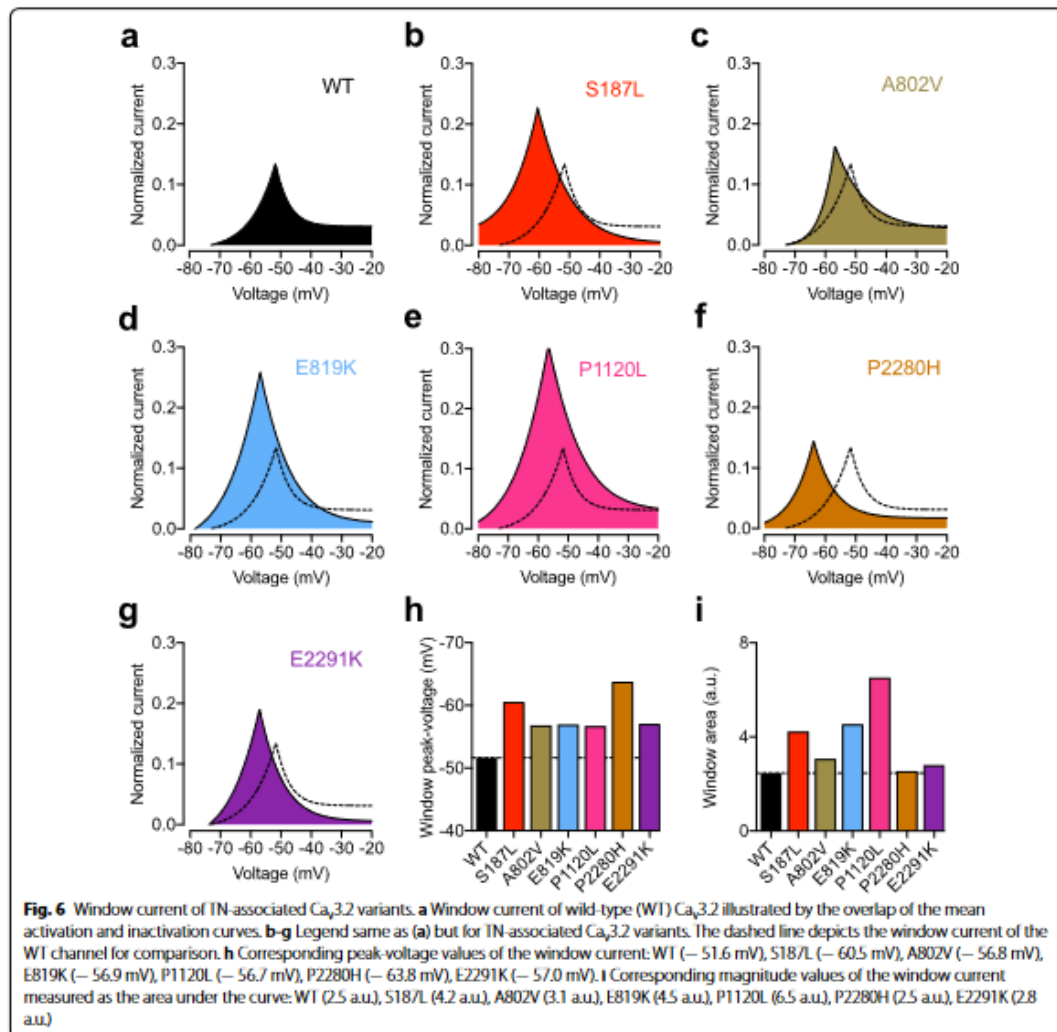 a
0.3
0.2
0.1
0.0
Normalized current
WT
-80 -70 -60 -50 -40 -30 -20
Voltage (mV)
b
0.3
0.2
0.1
0.0
Normalized current
S187L
-80 -70 -60 -50 -40 -30 -20
Voltage (mV)
c
0.3
0.2
0.1
0.0
Normalized current
A802V
-80 -70 -60 -50 -40 -30 -20
Voltage (mV)
d
0.3
0.2
0.1
0.0
Normalized current
E819K
-80 -70 -60 -50 -40 -30 -20
Voltage (mV)
e
0.3
0.2
0.1
0.0
Normalized current
P1120L
-80 -70 -60 -50 -40 -30 -20
Voltage (mV)
f
0.3
0.2
0.1
0.0
Normalized current
P2280H
-80 -70 -60 -50 -40 -30 -20
Voltage (mV)
g
0.3
0.2
0.1
0.0
Normalized current
E2291K
-80 -70 -60 -50 -40 -30 -20
Voltage (mV)
h
-70
-60
-50
-40
Window peak-voltage (mV)
WT
S187L
A802V
E819K
P1120L
P2280H
E2291K
i
8
4
0
Window area (a.u.)
WT
S187L
A802V
E819K
P1120L
P2280H
E2291K
Fig. 6 Window current of TN-associated Caᵥ3.2 variants. a Window current of wild-type (WT) Caᵥ3.2 illustrated by the overlap of the mean
activation and inactivation curves. b-g Legend same as (a) but for TN-associated Caᵥ3.2 variants. The dashed line depicts the window current of the
WT channel for comparison. h Corresponding peak-voltage values of the window current: WT (− 51.6 mV), S187L (− 60.5 mV), A802V (− 56.8 mV),
E819K (− 56.9 mV), P1120L (− 56.7 mV), P2280H (− 63.8 mV), E2291K (− 57.0 mV). i Corresponding magnitude values of the window current
measured as the area under the curve: WT (2.5 a.u.), S187L (4.2 a.u.), A802V (3.1 a.u.), E819K (4.5 a.u.), P1120L (6.5 a.u.), P2280H (2.5 a.u.), E2291K (2.8
a.u.)